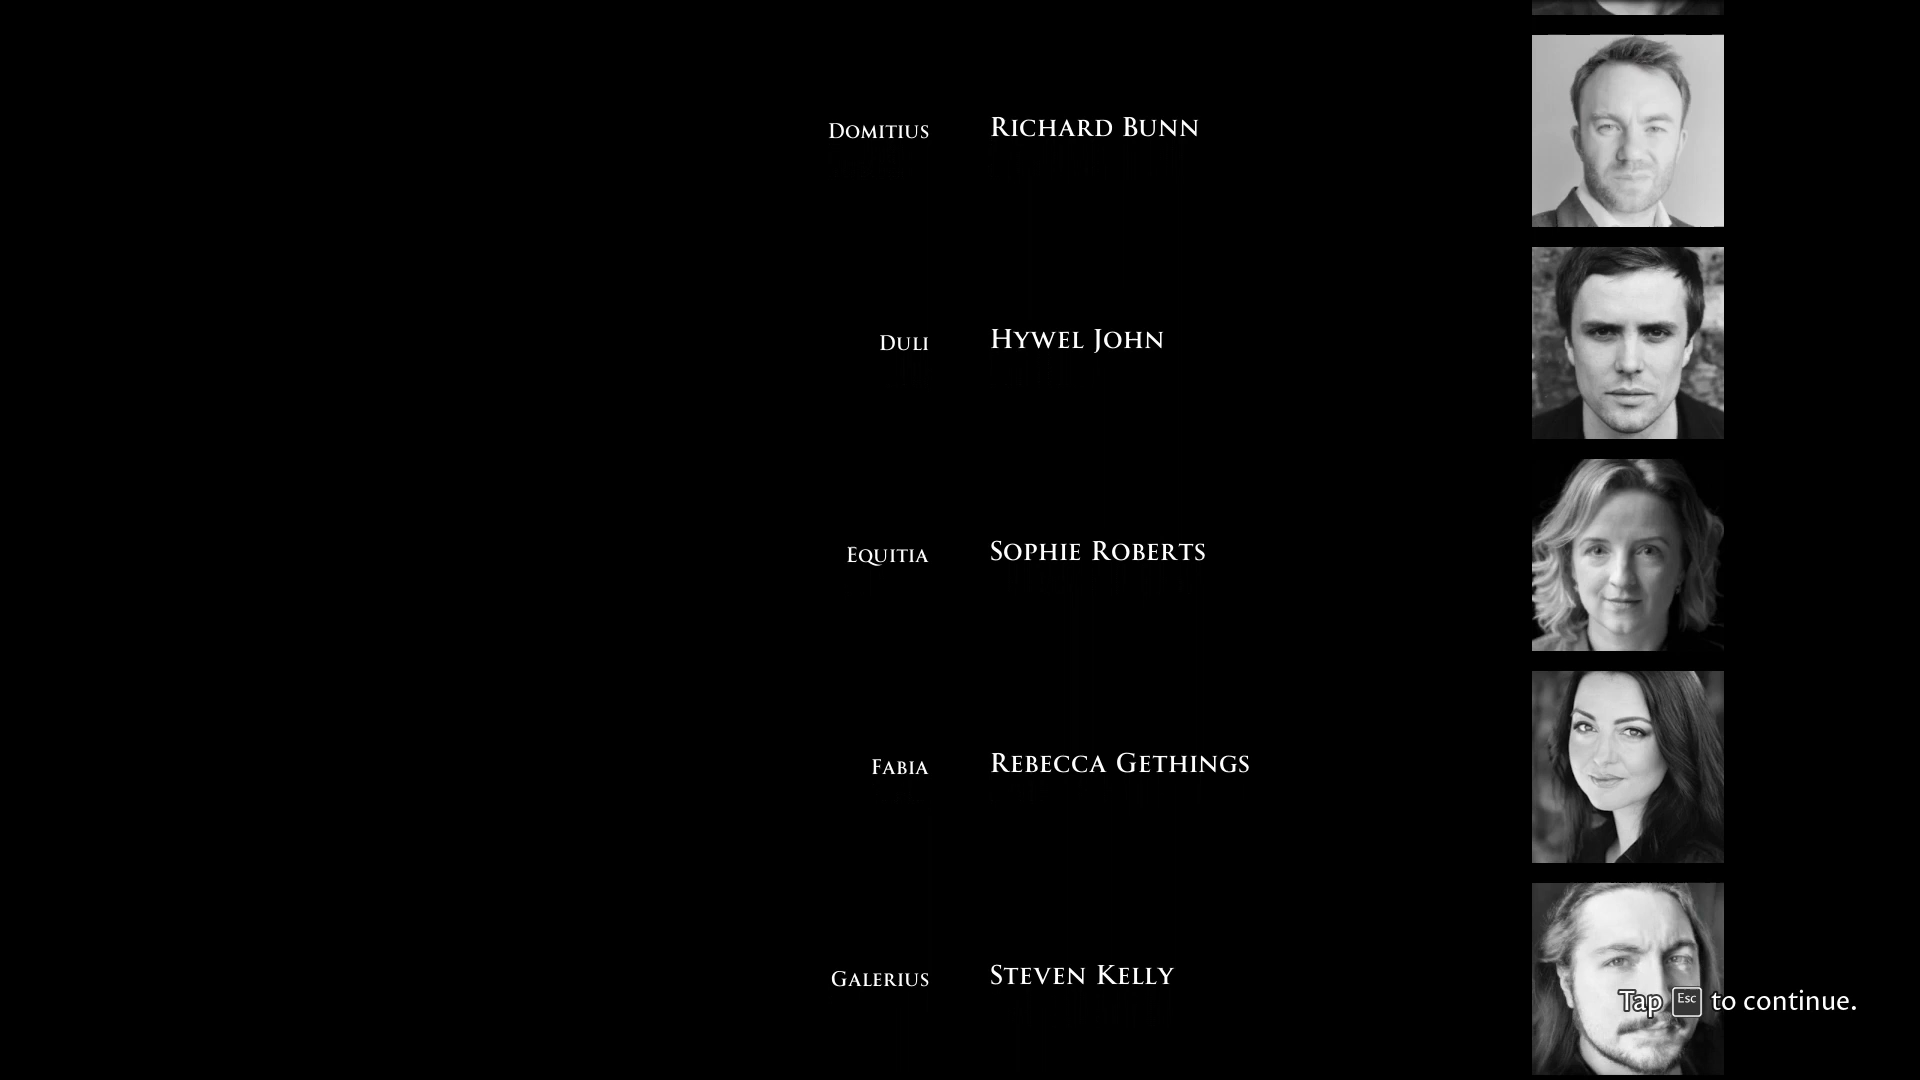 Domitius Richard Bunn
Duli Hywel John
Equitia Sophie Roberts
Fabia Rebecca Gethings
Galerius Steven Kelly
Tap Esc to continue.